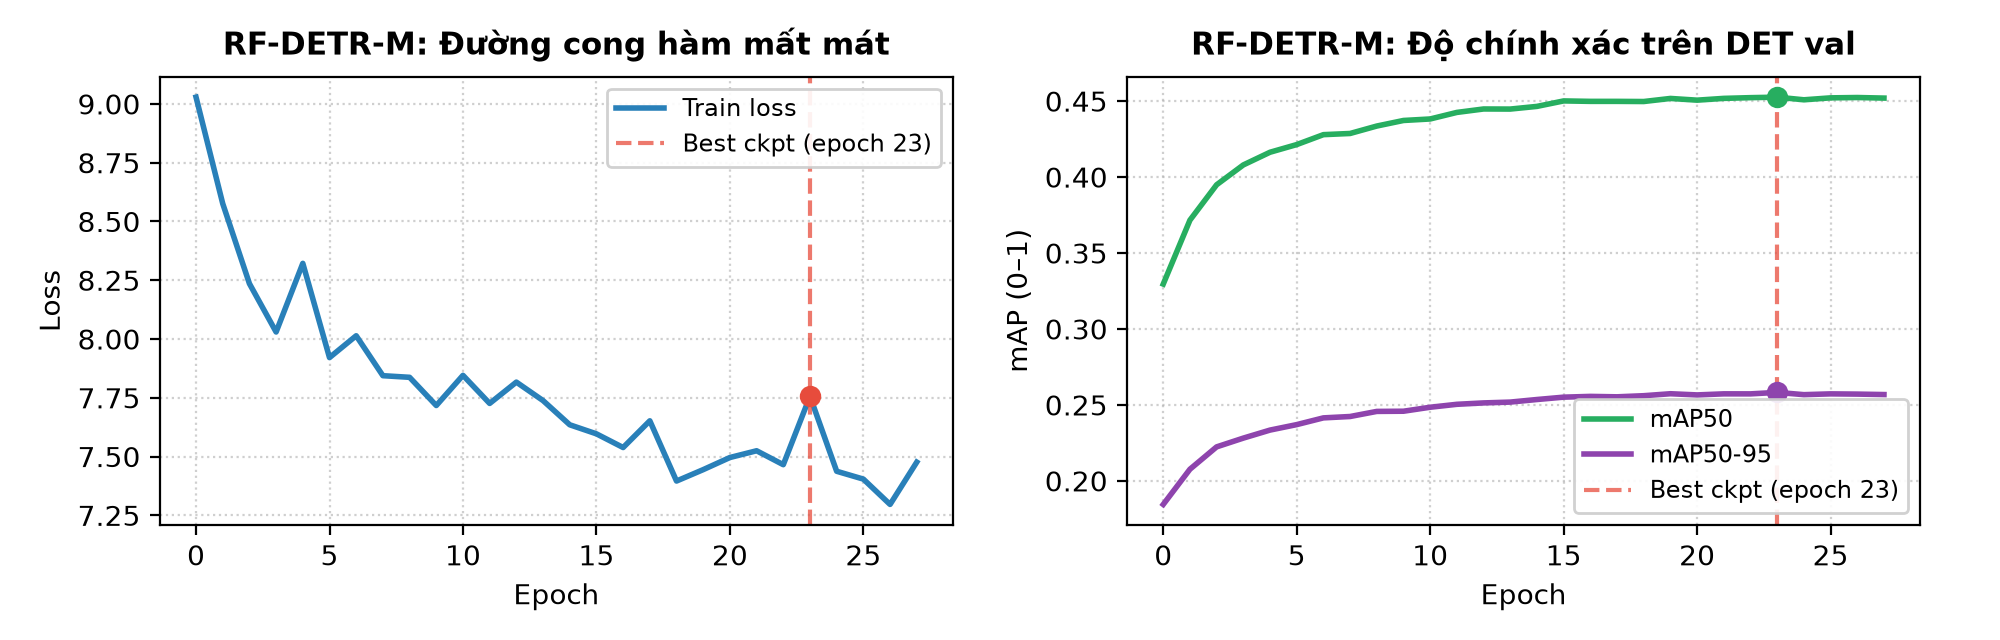 RF-DETR-M: Đường cong hàm mất mát
Loss
9.00
8.75
8.50
8.25
8.00
7.75
7.50
7.25
Train loss
Best ckpt (epoch 23)
0 5 10 15 20 25
Epoch
RF-DETR-M: Độ chính xác trên DET val
mAP (0–1)
0.45
0.40
0.35
0.30
0.25
0.20
mAP50
mAP50-95
Best ckpt (epoch 23)
0 5 10 15 20 25
Epoch